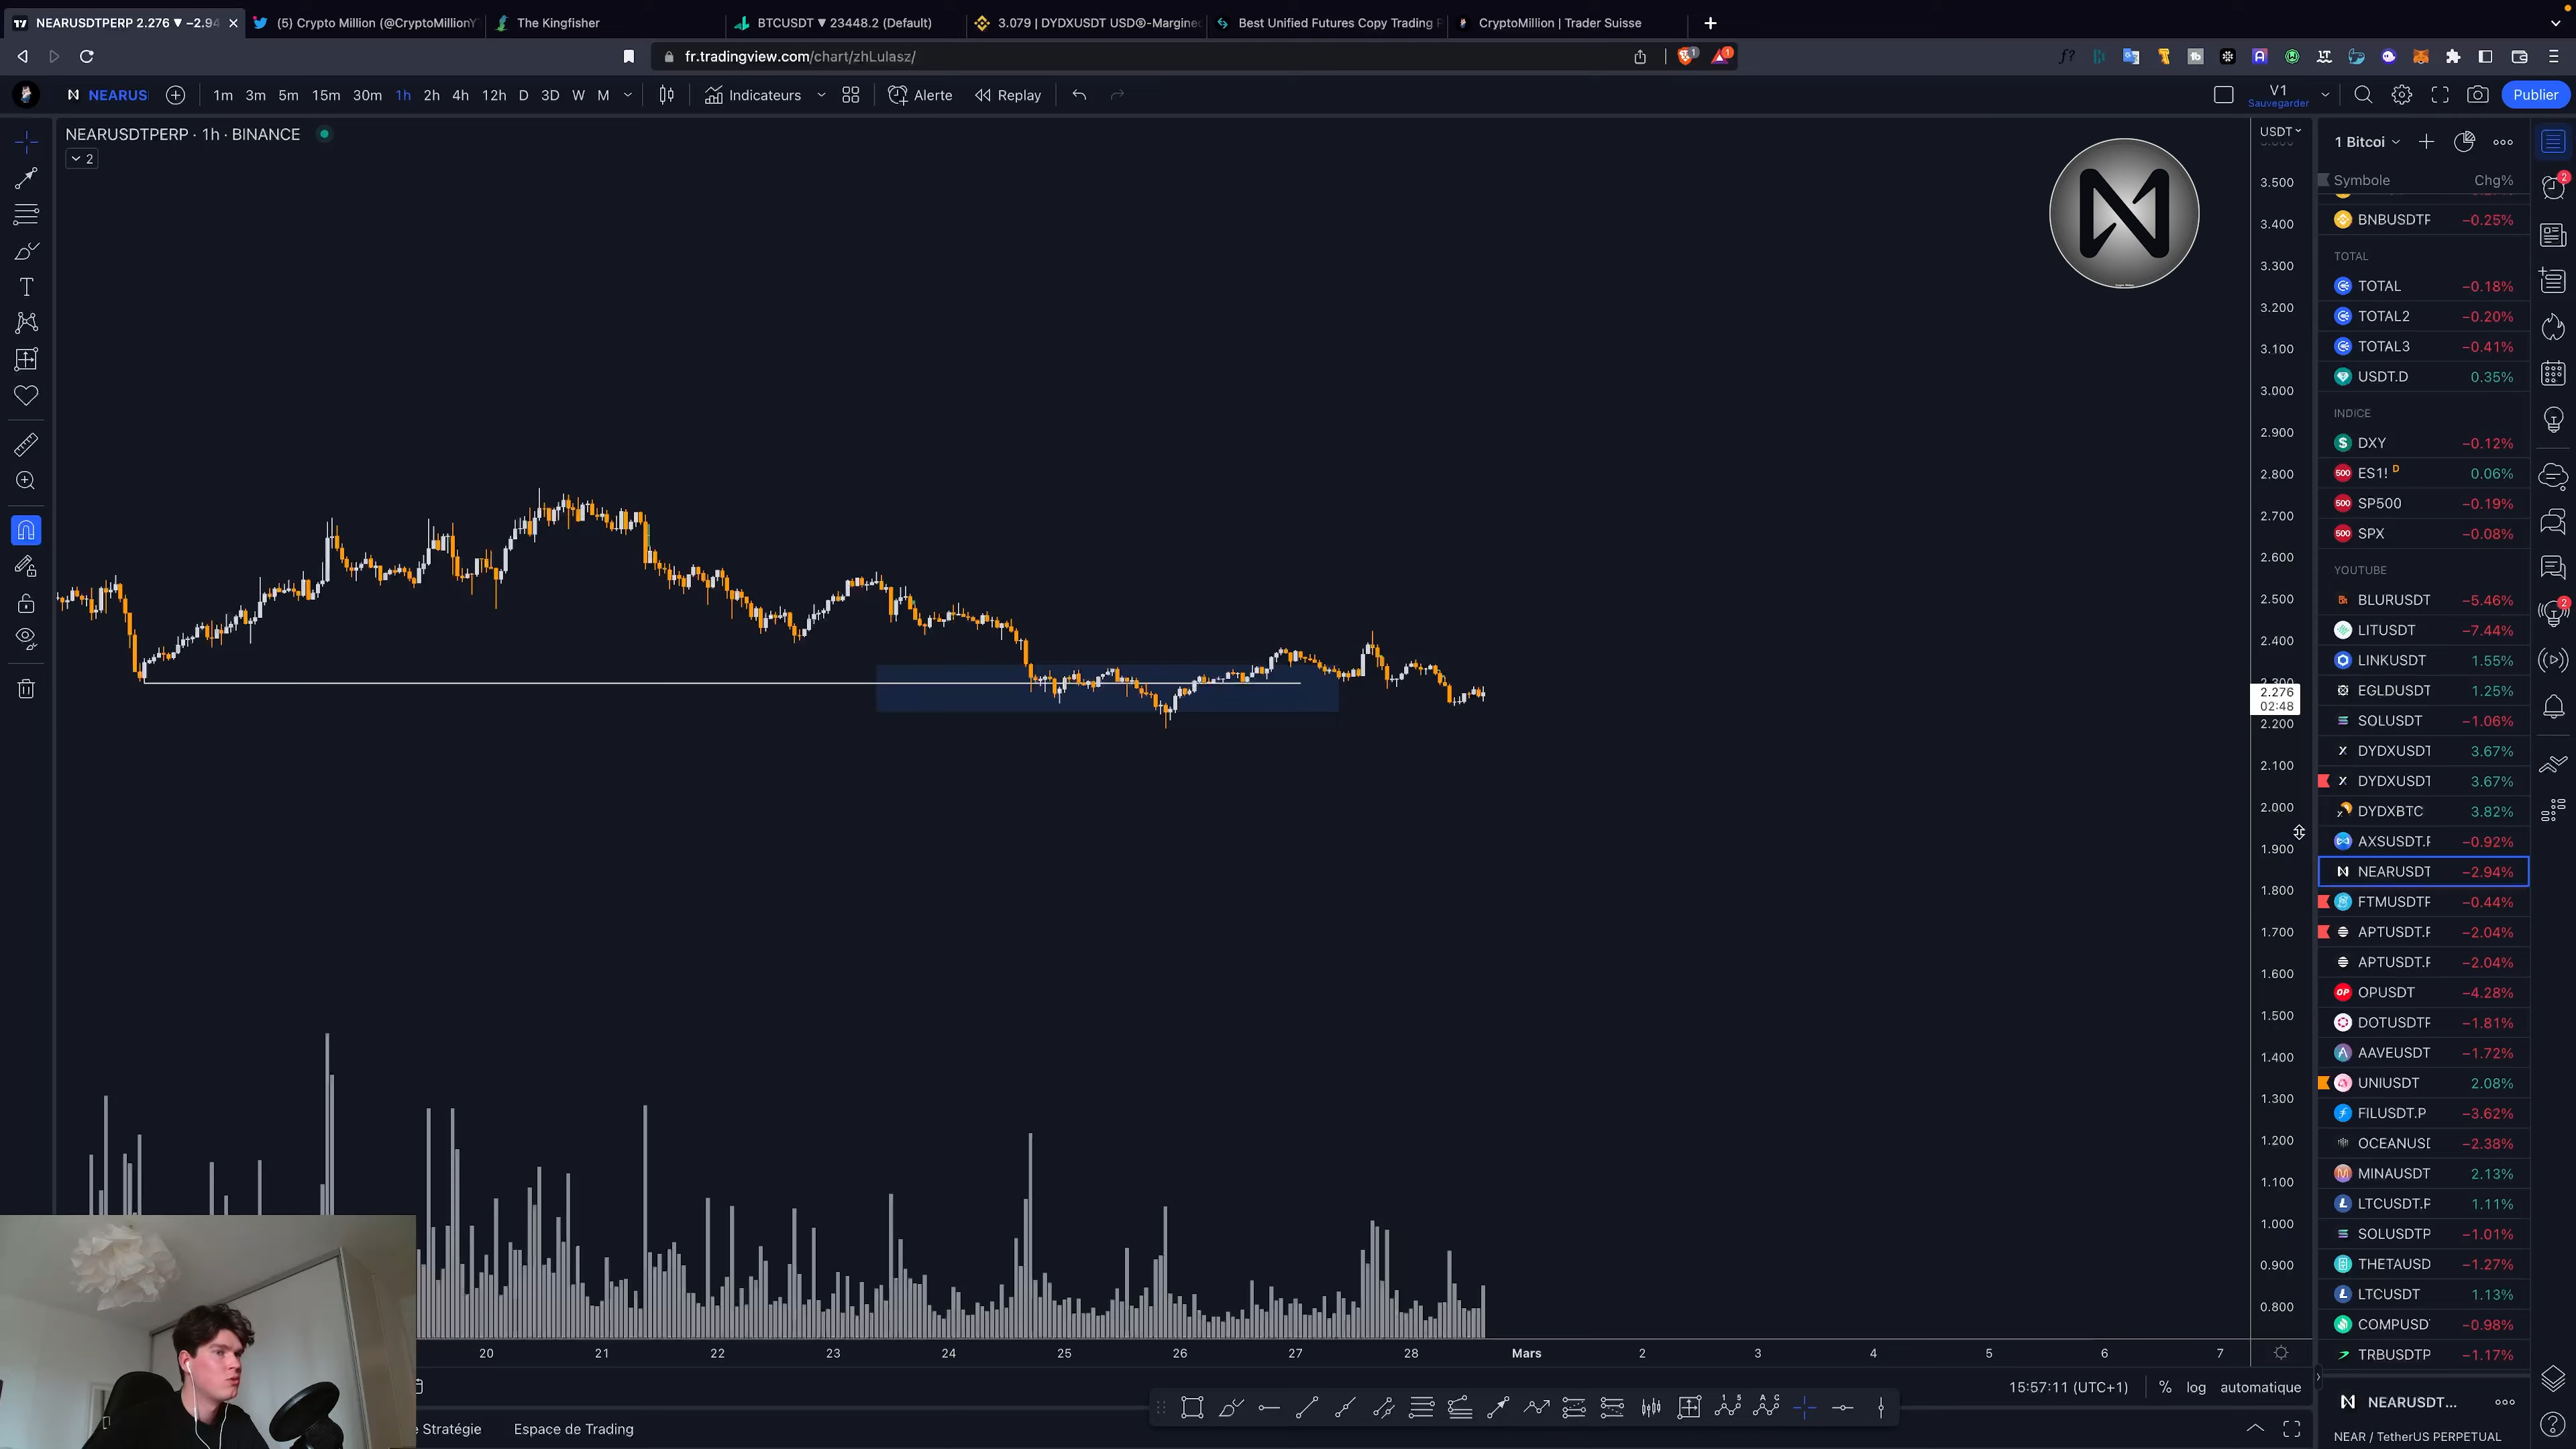 NEARUSDTPERP 2.276 ▼ −2.94
(5) Crypto Million (@CryptoMillionY
The Kingfisher
BTCUSDT ▼ 23448.2 (Default)
3.079 | DYDXUSDT USDⓈ-Margined
Best Unified Futures Copy Trading P
CryptoMillion | Trader Suisse
fr.tradingview.com/chart/zhLulasz/
NEARUS
1m 3m 5m 15m 30m 1h 2h 4h 12h D 3D W M
Indicateurs
Alerte
Replay
V1
Sauvegarder
Publier
NEARUSDTPERP · 1h · BINANCE
2
USDT
3.500
3.400
3.300
3.200
3.100
3.000
2.900
2.800
2.700
2.600
2.500
2.400
2.300
2.276
02:48
2.200
2.100
2.000
1.900
1.800
1.700
1.600
1.500
1.400
1.300
1.200
1.100
1.000
0.900
0.800
1 Bitcoi
Symbole Chg%
BNBUSDTF −0.25%
TOTAL
TOTAL −0.18%
TOTAL2 −0.20%
TOTAL3 −0.41%
USDT.D 0.35%
INDICE
DXY −0.12%
ES1! D 0.06%
SP500 −0.19%
SPX −0.08%
YOUTUBE
BLURUSDT −5.46%
LITUSDT −7.44%
LINKUSDT 1.55%
EGLDUSDT 1.25%
SOLUSDT −1.06%
DYDXUSDT 3.67%
DYDXUSDT 3.67%
DYDXBTC 3.82%
AXSUSDT.F −0.92%
NEARUSDT −2.94%
FTMUSDTF −0.44%
APTUSDT.F −2.04%
APTUSDT.F −2.04%
OPUSDT −4.28%
DOTUSDTF −1.81%
AAVEUSDT −1.72%
UNIUSDT 2.08%
FILUSDT.P −3.62%
OCEANUSD −2.38%
MINAUSDT 2.13%
LTCUSDT.P 1.11%
SOLUSDTP −1.01%
THETAUSD −1.27%
LTCUSDT 1.13%
COMPUSD −0.98%
TRBUSDTP −1.17%
20 21 22 23 24 25 26 27 28 Mars 2 3 4 5 6 7
15:57:11 (UTC+1) % log automatique
Stratégie
Espace de Trading
NEARUSDT...
NEAR / TetherUS PERPETUAL